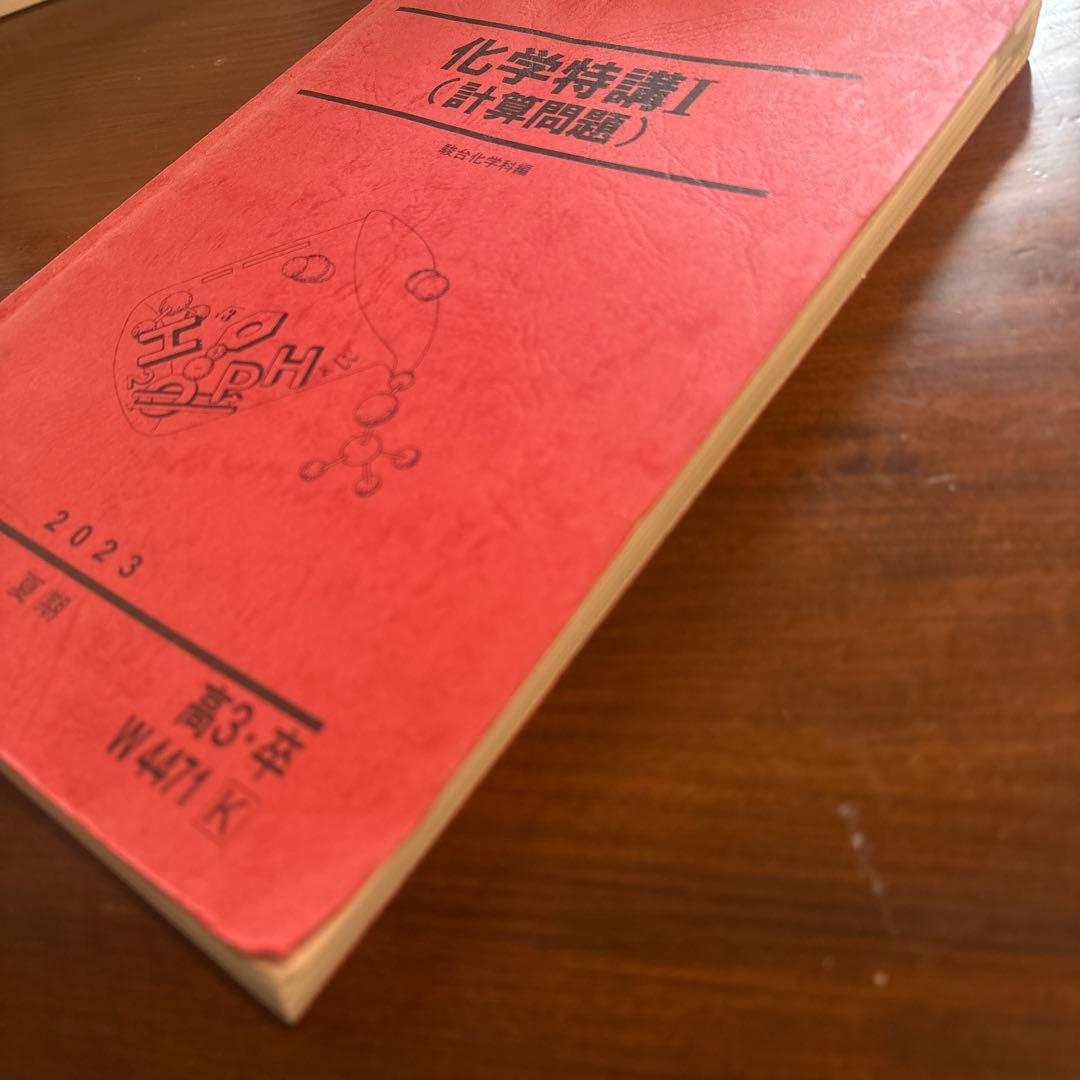 化学特講I
（計算問題）
駿台化学科編
2023
夏期
高3・卒
W4471 K